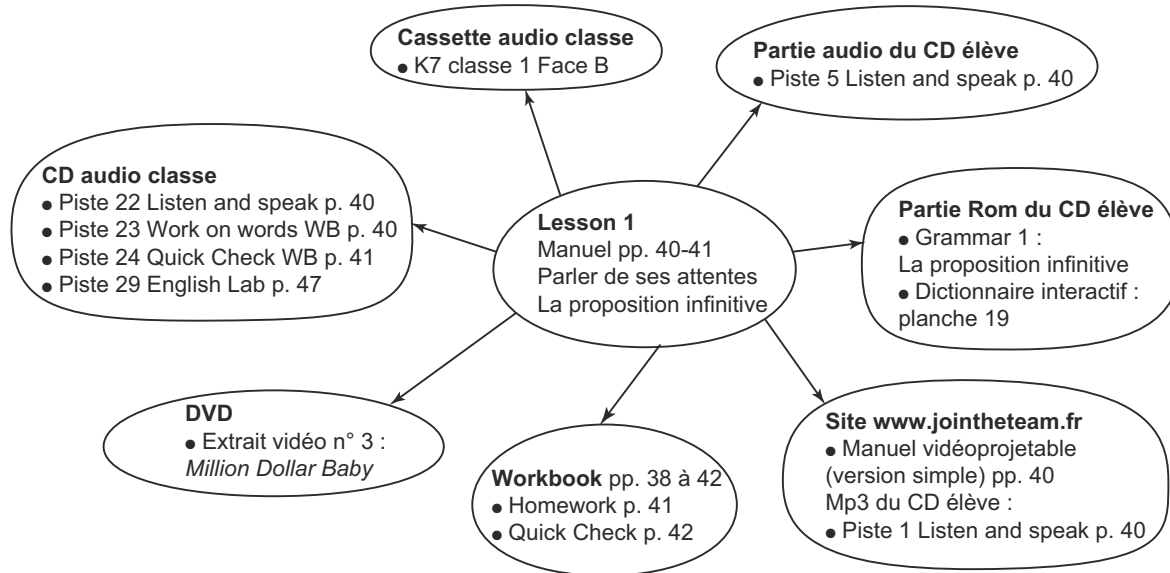 Cassette audio classe
● K7 classe 1 Face B
Partie audio du CD élève
● Piste 5 Listen and speak p. 40
CD audio classe
● Piste 22 Listen and speak p. 40
● Piste 23 Work on words WB p. 40
● Piste 24 Quick Check WB p. 41
● Piste 29 English Lab p. 47
Lesson 1
Manuel pp. 40-41
Parler de ses attentes
La proposition infinitive
Partie Rom du CD élève
● Grammar 1 :
La proposition infinitive
● Dictionnaire interactif :
planche 19
DVD
● Extrait vidéo n° 3 :
Million Dollar Baby
Workbook pp. 38 à 42
● Homework p. 41
● Quick Check p. 42
Site www.jointheteam.fr
● Manuel vidéoprojetable
(version simple) pp. 40
Mp3 du CD élève :
● Piste 1 Listen and speak p. 40